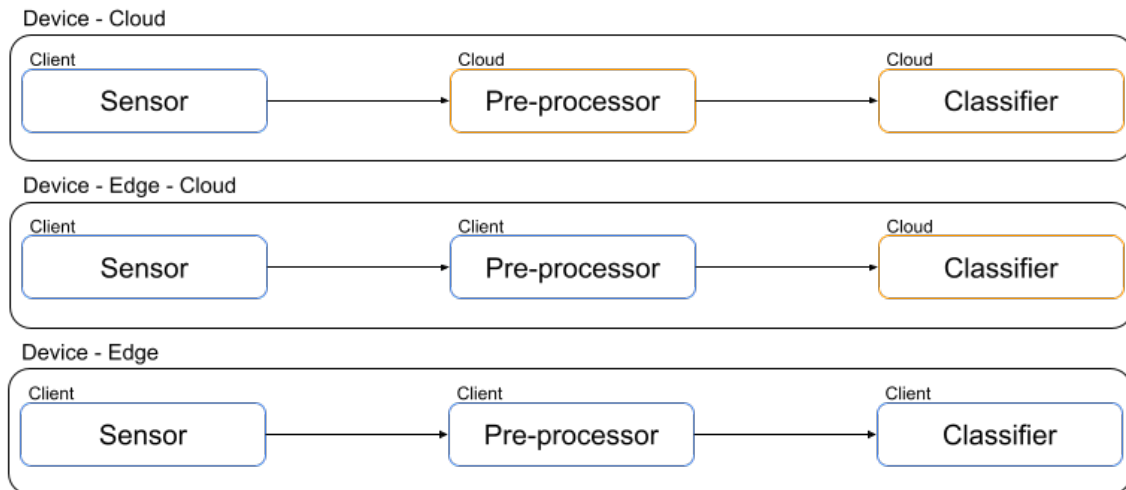 Device - Cloud
Client
Cloud
Cloud
Sensor
Pre-processor
Classifier
Device - Edge - Cloud
Client
Client
Cloud
Sensor
Pre-processor
Classifier
Device - Edge
Client
Client
Client
Sensor
Pre-processor
Classifier